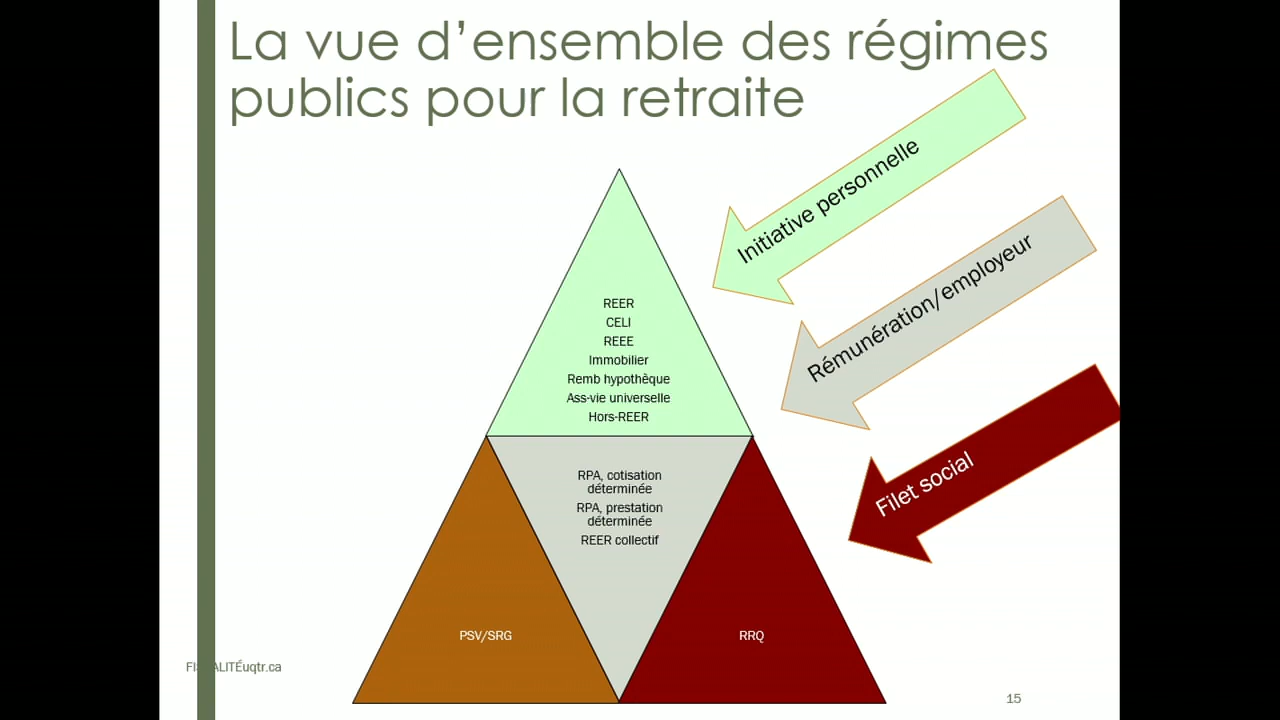 La vue d’ensemble des régimes
publics pour la retraite
Initiative personnelle
Rémunération/employeur
Filet social
REER
CELI
REEE
Immobilier
Remb hypothèque
Ass-vie universelle
Hors-REER
RPA, cotisation
déterminée
RPA, prestation
déterminée
REER collectif
PSV/SRG
RRQ
FISCALITÉuqtr.ca
15